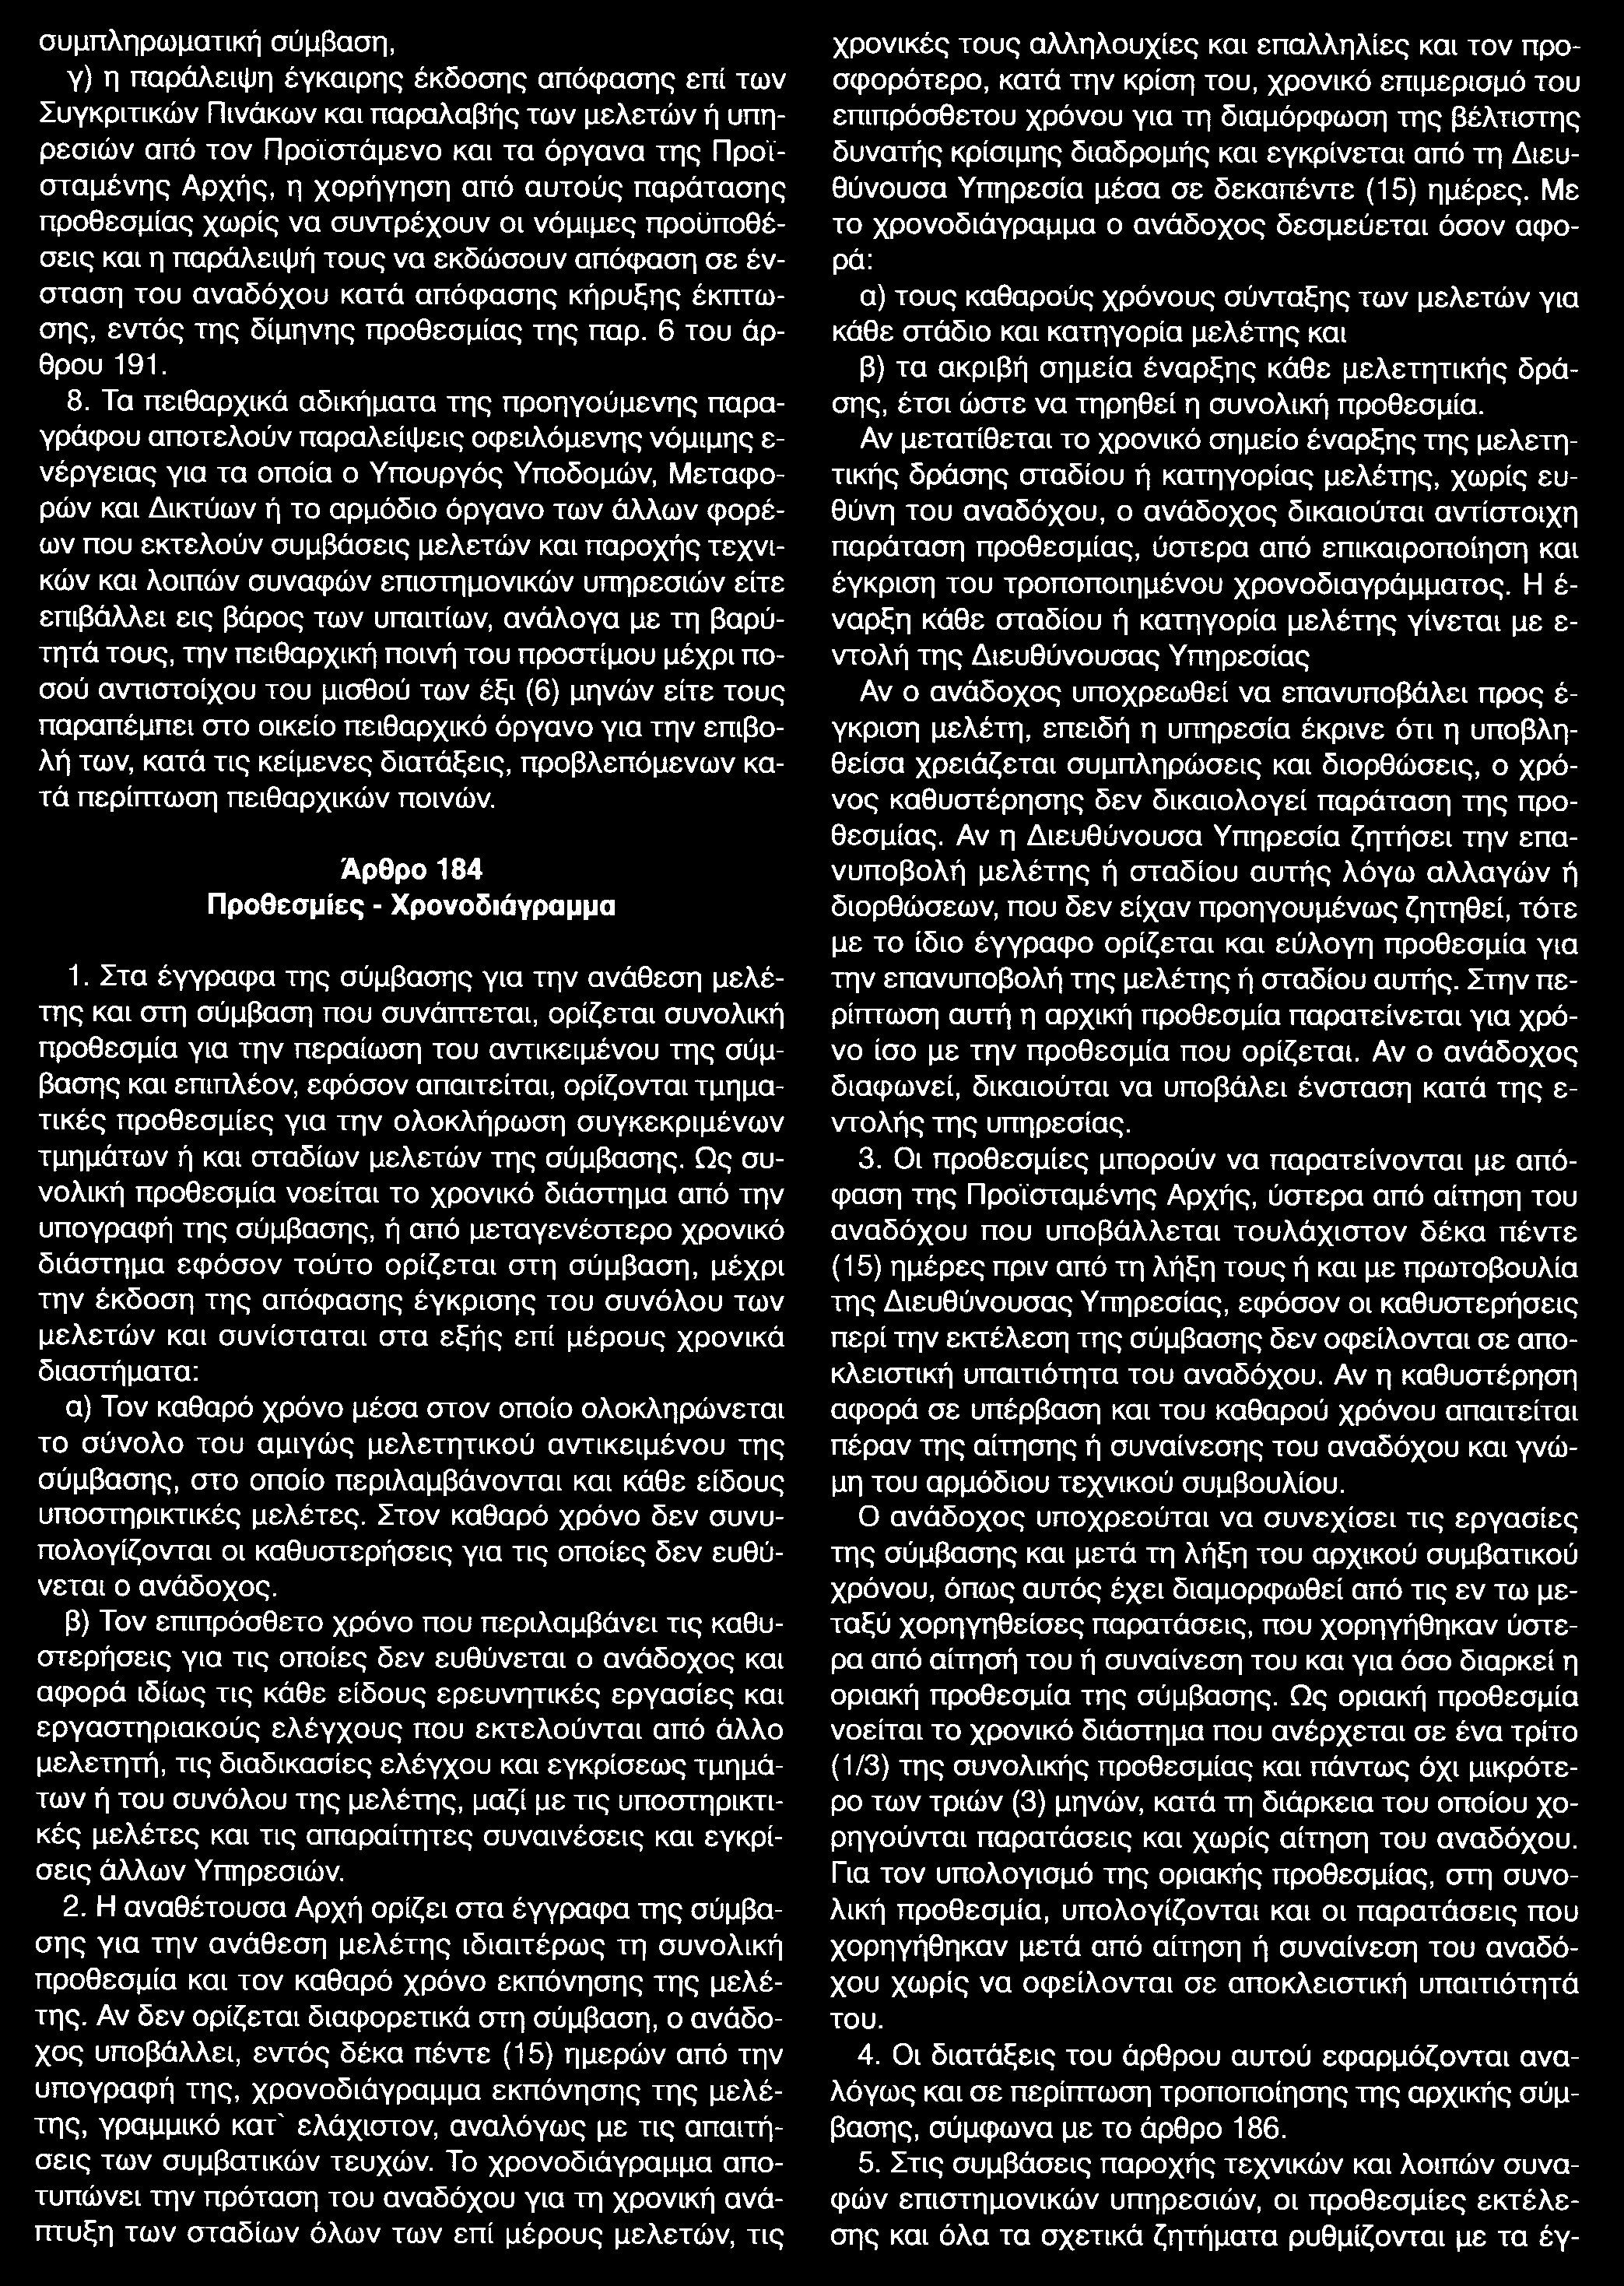 συμπληρωματική σύμβαση,
γ) η παράλειψη έγκαιρης έκδοσης απόφασης επί των
Συγκριτικών Πινάκων και παραλαβής των μελετών ή υπη-
ρεσιών από τον Προϊστάμενο και τα όργανα της Προϊ-
σταμένης Αρχής, η χορήγηση από αυτούς παράτασης
προθεσμίας χωρίς να συντρέχουν οι νόμιμες προϋποθέ-
σεις και η παράλειψή τους να εκδώσουν απόφαση σε έν-
σταση του αναδόχου κατά απόφασης κήρυξης έκπτω-
σης, εντός της δίμηνης προθεσμίας της παρ. 6 του άρ-
θρου 191.
8. Τα πειθαρχικά αδικήματα της προηγούμενης παρα-
γράφου αποτελούν παραλείψεις οφειλόμενης νόμιμης ε-
νέργειας για τα οποία ο Υπουργός Υποδομών, Μεταφο-
ρών και Δικτύων ή το αρμόδιο όργανο των άλλων φορέ-
ων που εκτελούν συμβάσεις μελετών και παροχής τεχνι-
κών και λοιπών συναφών επιστημονικών υπηρεσιών είτε
επιβάλλει εις βάρος των υπαιτίων, ανάλογα με τη βαρύ-
τητά τους, την πειθαρχική ποινή του προστίμου μέχρι πο-
σού αντιστοίχου του μισθού των έξι (6) μηνών είτε τους
παραπέμπει στο οικείο πειθαρχικό όργανο για την επιβο-
λή των, κατά τις κείμενες διατάξεις, προβλεπόμενων κα-
τά περίπτωση πειθαρχικών ποινών.
Άρθρο 184
Προθεσμίες - Χρονοδιάγραμμα
1. Στα έγγραφα της σύμβασης για την ανάθεση μελέ-
της και στη σύμβαση που συνάπτεται, ορίζεται συνολική
προθεσμία για την περαίωση του αντικειμένου της σύμ-
βασης και επιπλέον, εφόσον απαιτείται, ορίζονται τμημα-
τικές προθεσμίες για την ολοκλήρωση συγκεκριμένων
τμημάτων ή και σταδίων μελετών της σύμβασης. Ως συ-
νολική προθεσμία νοείται το χρονικό διάστημα από την
υπογραφή της σύμβασης, ή από μεταγενέστερο χρονικό
διάστημα εφόσον τούτο ορίζεται στη σύμβαση, μέχρι
την έκδοση της απόφασης έγκρισης του συνόλου των
μελετών και συνίσταται στα εξής επί μέρους χρονικά
διαστήματα:
α) Τον καθαρό χρόνο μέσα στον οποίο ολοκληρώνεται
το σύνολο του αμιγώς μελετητικού αντικειμένου της
σύμβασης, στο οποίο περιλαμβάνονται και κάθε είδους
υποστηρικτικές μελέτες. Στον καθαρό χρόνο δεν συνυ-
πολογίζονται οι καθυστερήσεις για τις οποίες δεν ευθύ-
νεται ο ανάδοχος.
β) Τον επιπρόσθετο χρόνο που περιλαμβάνει τις καθυ-
στερήσεις για τις οποίες δεν ευθύνεται ο ανάδοχος και
αφορά ιδίως τις κάθε είδους ερευνητικές εργασίες και
εργαστηριακούς ελέγχους που εκτελούνται από άλλο
μελετητή, τις διαδικασίες ελέγχου και εγκρίσεως τμημά-
των ή του συνόλου της μελέτης, μαζί με τις υποστηρικτι-
κές μελέτες και τις απαραίτητες συναινέσεις και εγκρί-
σεις άλλων Υπηρεσιών.
2. Η αναθέτουσα Αρχή ορίζει στα έγγραφα της σύμβα-
σης για την ανάθεση μελέτης ιδιαιτέρως τη συνολική
προθεσμία και τον καθαρό χρόνο εκπόνησης της μελέ-
της. Αν δεν ορίζεται διαφορετικά στη σύμβαση, ο ανάδο-
χος υποβάλλει, εντός δέκα πέντε (15) ημερών από την
υπογραφή της, χρονοδιάγραμμα εκπόνησης της μελέ-
της, γραμμικό κατ` ελάχιστον, αναλόγως με τις απαιτή-
σεις των συμβατικών τευχών. Το χρονοδιάγραμμα απο-
τυπώνει την πρόταση του αναδόχου για τη χρονική ανά-
πτυξη των σταδίων όλων των επί μέρους μελετών, τις
χρονικές τους αλληλουχίες και επαλληλίες και τον προ-
σφορότερο, κατά την κρίση του, χρονικό επιμερισμό του
επιπρόσθετου χρόνου για τη διαμόρφωση της βέλτιστης
δυνατής κρίσιμης διαδρομής και εγκρίνεται από τη Διευ-
θύνουσα Υπηρεσία μέσα σε δεκαπέντε (15) ημέρες. Με
το χρονοδιάγραμμα ο ανάδοχος δεσμεύεται όσον αφο-
ρά:
α) τους καθαρούς χρόνους σύνταξης των μελετών για
κάθε στάδιο και κατηγορία μελέτης και
β) τα ακριβή σημεία έναρξης κάθε μελετητικής δρά-
σης, έτσι ώστε να τηρηθεί η συνολική προθεσμία.
Αν μετατίθεται το χρονικό σημείο έναρξης της μελετη-
τικής δράσης σταδίου ή κατηγορίας μελέτης, χωρίς ευ-
θύνη του αναδόχου, ο ανάδοχος δικαιούται αντίστοιχη
παράταση προθεσμίας, ύστερα από επικαιροποίηση και
έγκριση του τροποποιημένου χρονοδιαγράμματος. Η έ-
ναρξη κάθε σταδίου ή κατηγορία μελέτης γίνεται με ε-
ντολή της Διευθύνουσας Υπηρεσίας
Αν ο ανάδοχος υποχρεωθεί να επανυποβάλει προς έ-
γκριση μελέτη, επειδή η υπηρεσία έκρινε ότι η υποβλη-
θείσα χρειάζεται συμπληρώσεις και διορθώσεις, ο χρό-
νος καθυστέρησης δεν δικαιολογεί παράταση της προ-
θεσμίας. Αν η Διευθύνουσα Υπηρεσία ζητήσει την επα-
νυποβολή μελέτης ή σταδίου αυτής λόγω αλλαγών ή
διορθώσεων, που δεν είχαν προηγουμένως ζητηθεί, τότε
με το ίδιο έγγραφο ορίζεται και εύλογη προθεσμία για
την επανυποβολή της μελέτης ή σταδίου αυτής. Στην πε-
ρίπτωση αυτή η αρχική προθεσμία παρατείνεται για χρό-
νο ίσο με την προθεσμία που ορίζεται. Αν ο ανάδοχος
διαφωνεί, δικαιούται να υποβάλει ένσταση κατά της ε-
ντολής της υπηρεσίας.
3. Οι προθεσμίες μπορούν να παρατείνονται με από-
φαση της Προϊσταμένης Αρχής, ύστερα από αίτηση του
αναδόχου που υποβάλλεται τουλάχιστον δέκα πέντε
(15) ημέρες πριν από τη λήξη τους ή και με πρωτοβουλία
της Διευθύνουσας Υπηρεσίας, εφόσον οι καθυστερήσεις
περί την εκτέλεση της σύμβασης δεν οφείλονται σε απο-
κλειστική υπαιτιότητα του αναδόχου. Αν η καθυστέρηση
αφορά σε υπέρβαση και του καθαρού χρόνου απαιτείται
πέραν της αίτησης ή συναίνεσης του αναδόχου και γνώ-
μη του αρμόδιου τεχνικού συμβουλίου.
Ο ανάδοχος υποχρεούται να συνεχίσει τις εργασίες
της σύμβασης και μετά τη λήξη του αρχικού συμβατικού
χρόνου, όπως αυτός έχει διαμορφωθεί από τις εν τω με-
ταξύ χορηγηθείσες παρατάσεις, που χορηγήθηκαν ύστε-
ρα από αίτησή του ή συναίνεση του και για όσο διαρκεί η
οριακή προθεσμία της σύμβασης. Ως οριακή προθεσμία
νοείται το χρονικό διάστημα που ανέρχεται σε ένα τρίτο
(1/3) της συνολικής προθεσμίας και πάντως όχι μικρότε-
ρο των τριών (3) μηνών, κατά τη διάρκεια του οποίου χο-
ρηγούνται παρατάσεις και χωρίς αίτηση του αναδόχου.
Για τον υπολογισμό της οριακής προθεσμίας, στη συνο-
λική προθεσμία, υπολογίζονται και οι παρατάσεις που
χορηγήθηκαν μετά από αίτηση ή συναίνεση του αναδό-
χου χωρίς να οφείλονται σε αποκλειστική υπαιτιότητά
του.
4. Οι διατάξεις του άρθρου αυτού εφαρμόζονται ανα-
λόγως και σε περίπτωση τροποποίησης της αρχικής σύμ-
βασης, σύμφωνα με το άρθρο 186.
5. Στις συμβάσεις παροχής τεχνικών και λοιπών συνα-
φών επιστημονικών υπηρεσιών, οι προθεσμίες εκτέλε-
σης και όλα τα σχετικά ζητήματα ρυθμίζονται με τα έγ-